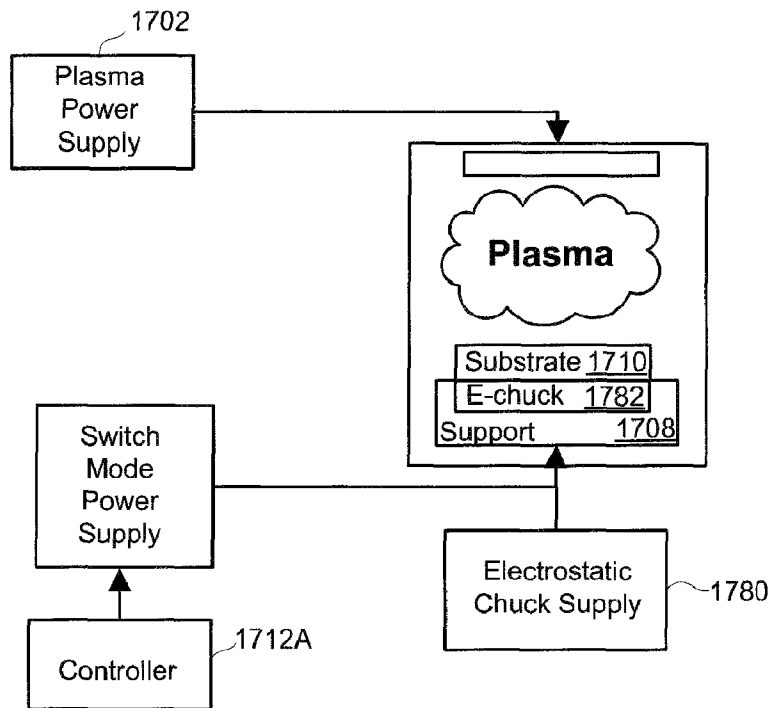 1702
Plasma
Power
Supply
Plasma
Substrate 1710
E-chuck 1782
Support 1708
Switch
Mode
Power
Supply
Electrostatic
Chuck Supply
1780
Controller
1712A